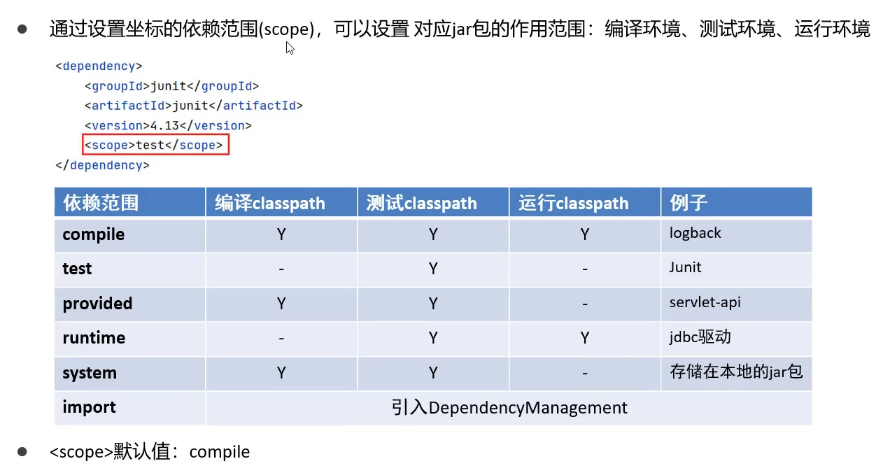 ● 通过设置坐标的依赖范围(scope)，可以设置 对应jar包的作用范围：编译环境、测试环境、运行环境
<dependency>
<groupId>junit</groupId>
<artifactId>junit</artifactId>
<version>4.13</version>
<scope>test</scope>
</dependency>
依赖范围 编译classpath 测试classpath 运行classpath 例子
compile Y Y Y logback
test - Y - Junit
provided Y Y - servlet-api
runtime - Y Y jdbc驱动
system Y Y - 存储在本地的jar包
import 引入DependencyManagement
● <scope>默认值：compile